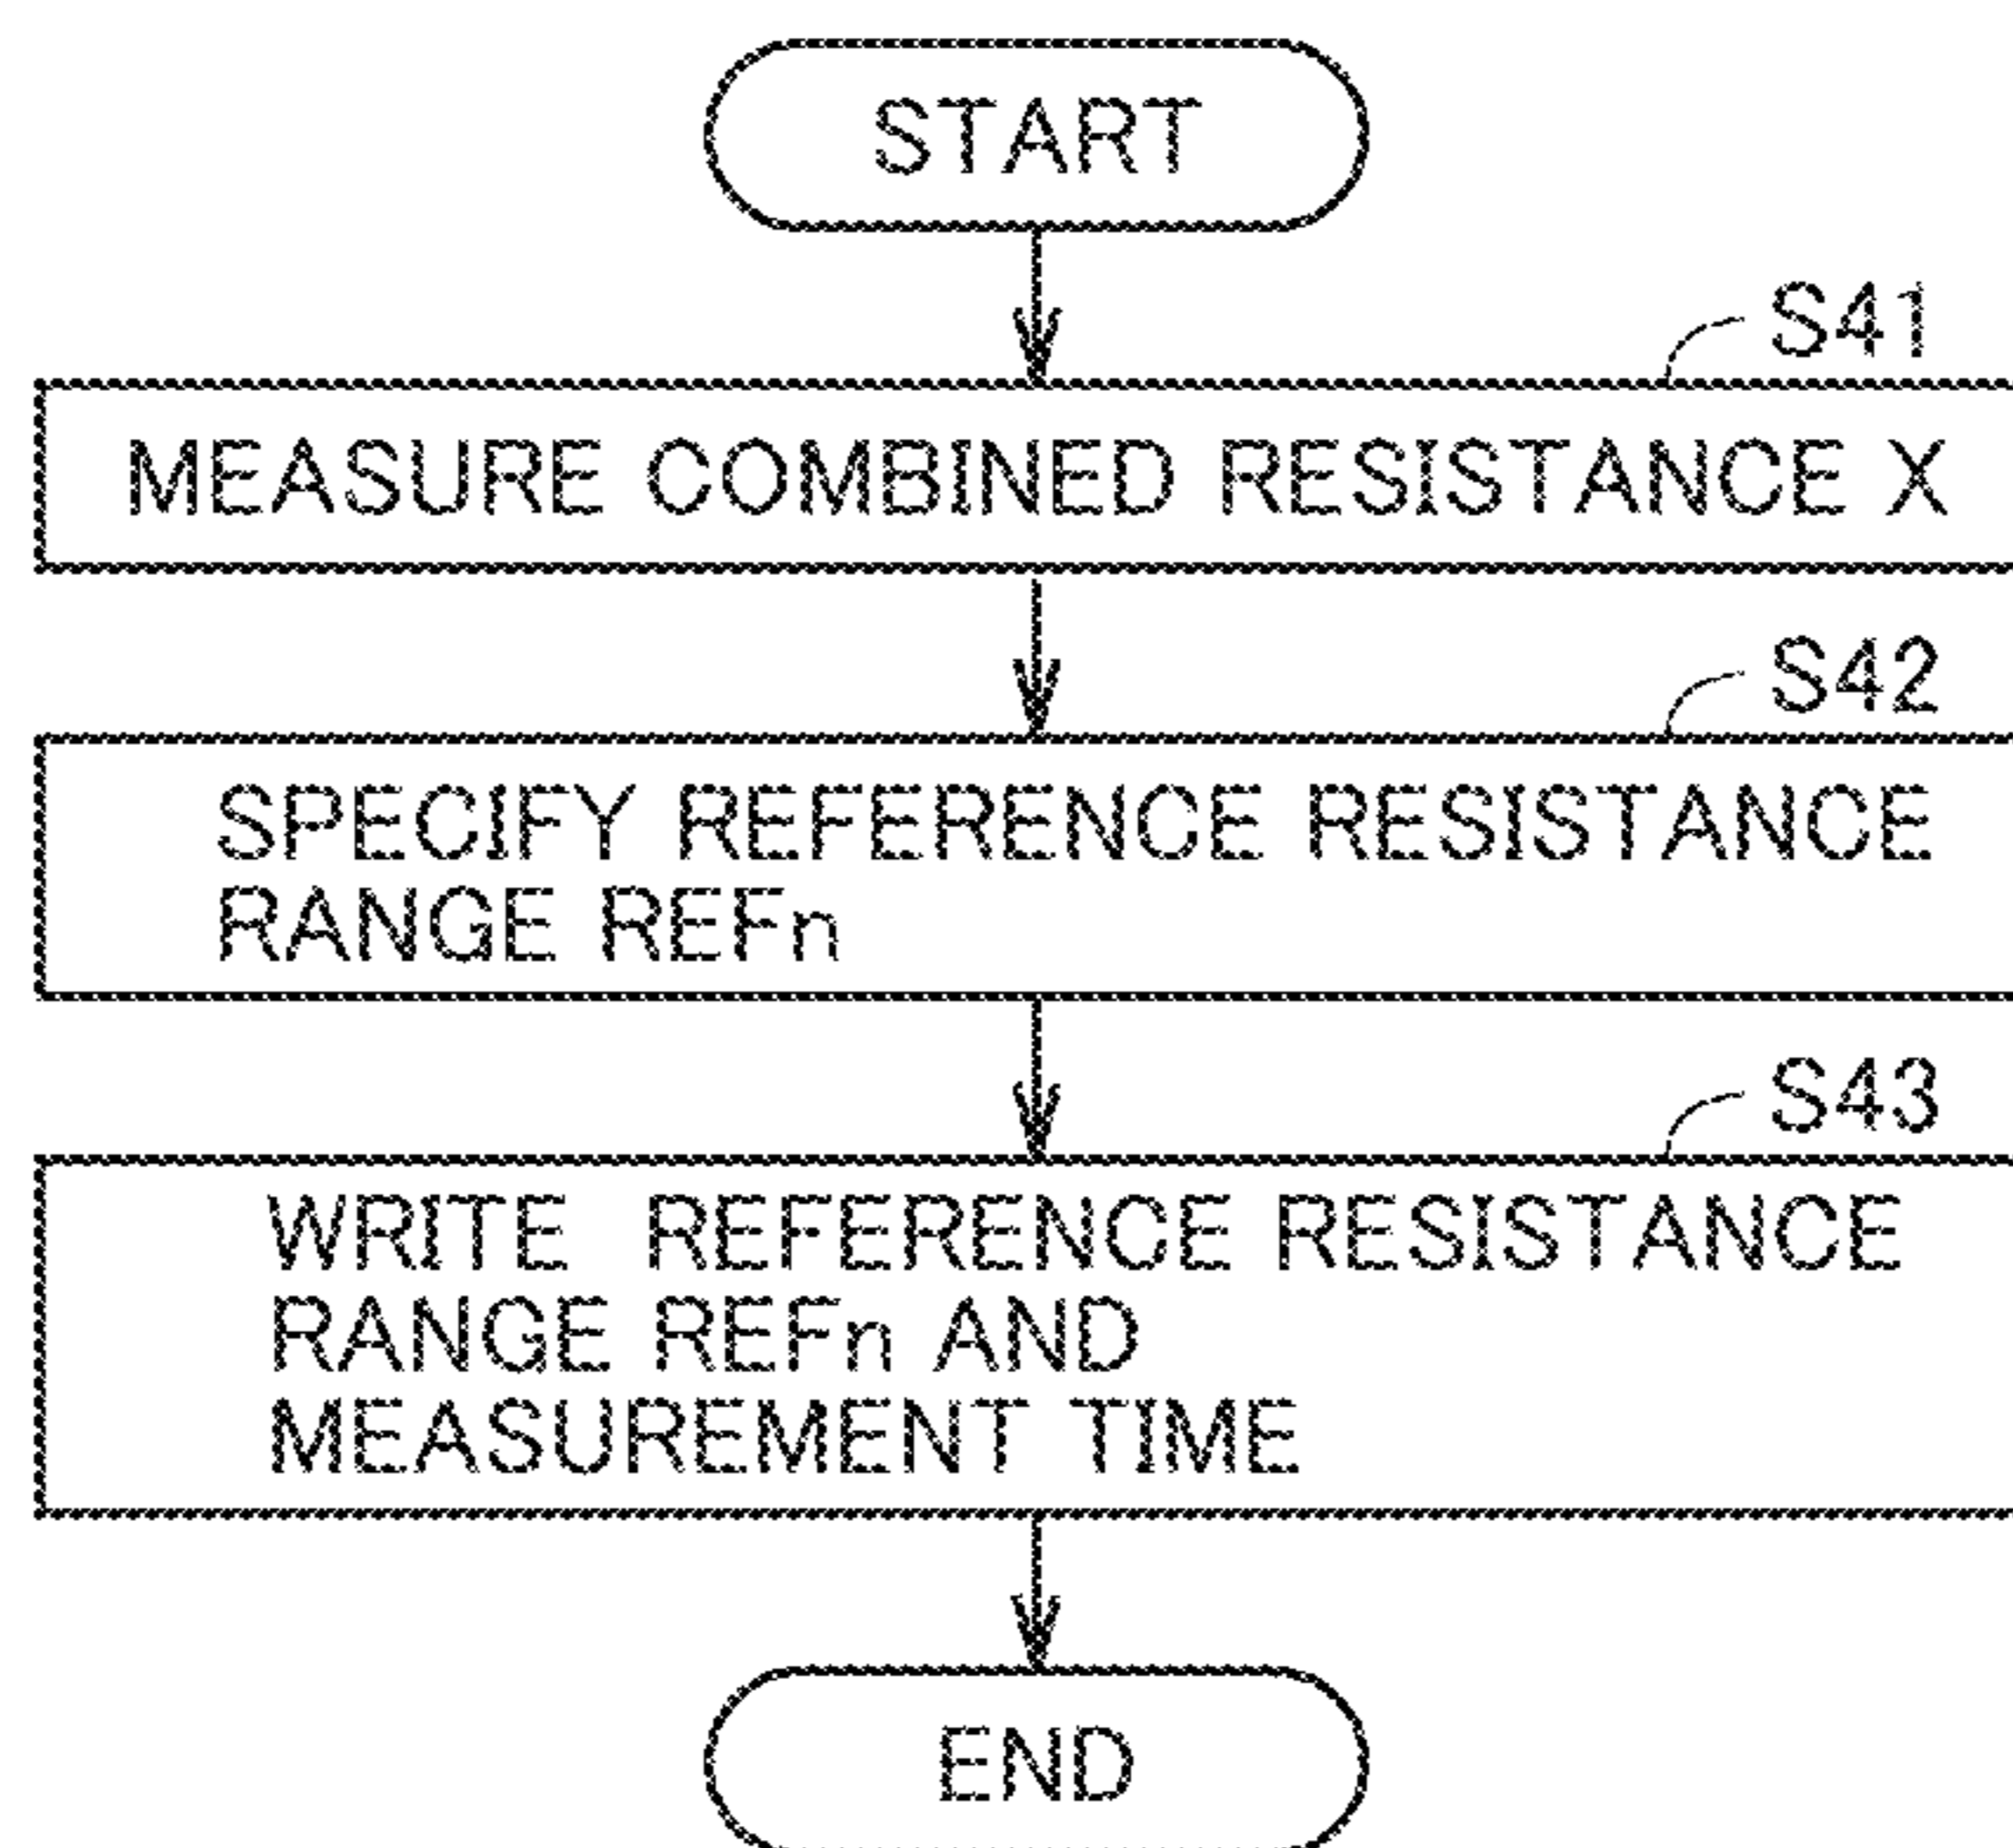 START
S41
MEASURE COMBINED RESISTANCE X
S42
SPECIFY REFERENCE RESISTANCE
RANGE REFn
S43
WRITE REFERENCE RESISTANCE
RANGE REFn AND
MEASUREMENT TIME
END